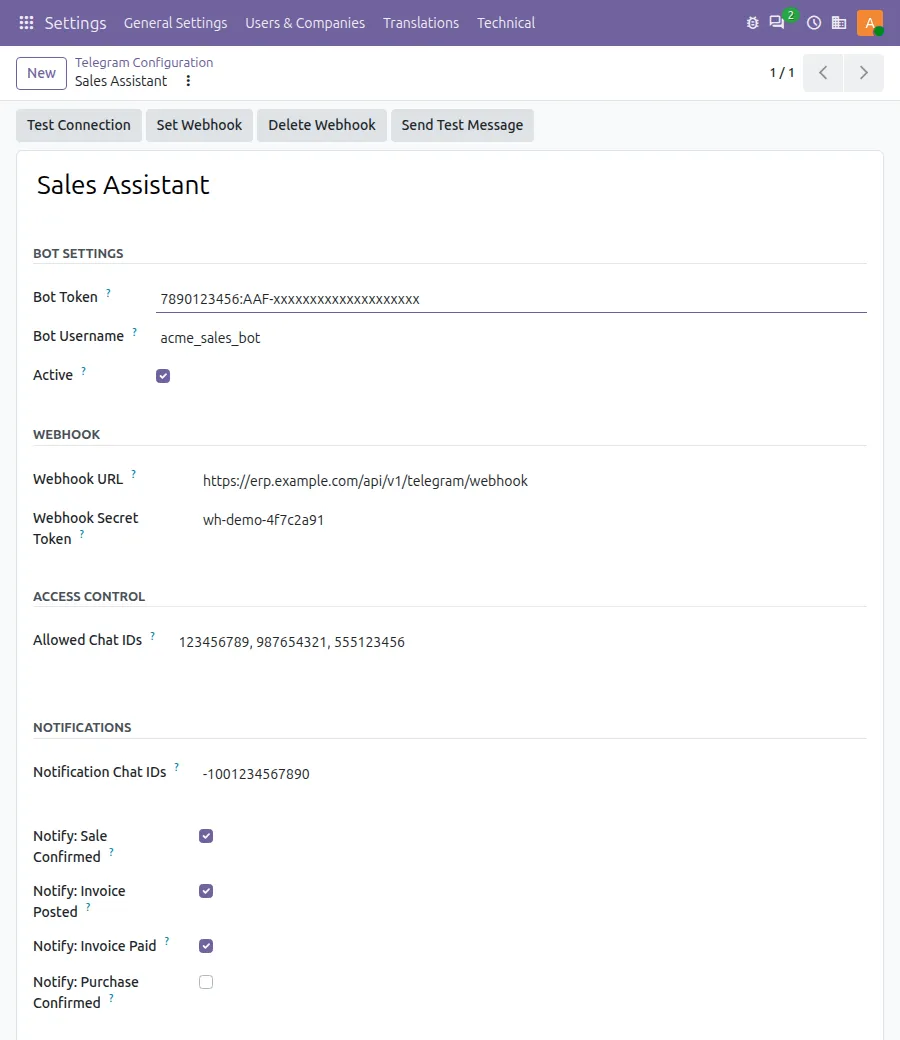 Settings General Settings Users & Companies Translations Technical 2 A
New Telegram Configuration
Sales Assistant 1 / 1
Test Connection Set Webhook Delete Webhook Send Test Message
Sales Assistant
BOT SETTINGS
Bot Token ? 7890123456:AAF-xxxxxxxxxxxxxxxxxxxx
Bot Username ? acme_sales_bot
Active ?
WEBHOOK
Webhook URL ? https://erp.example.com/api/v1/telegram/webhook
Webhook Secret
Token ? wh-demo-4f7c2a91
ACCESS CONTROL
Allowed Chat IDs ? 123456789, 987654321, 555123456
NOTIFICATIONS
Notification Chat IDs ? -1001234567890
Notify: Sale
Confirmed ?
Notify: Invoice
Posted ?
Notify: Invoice Paid ?
Notify: Purchase
Confirmed ?